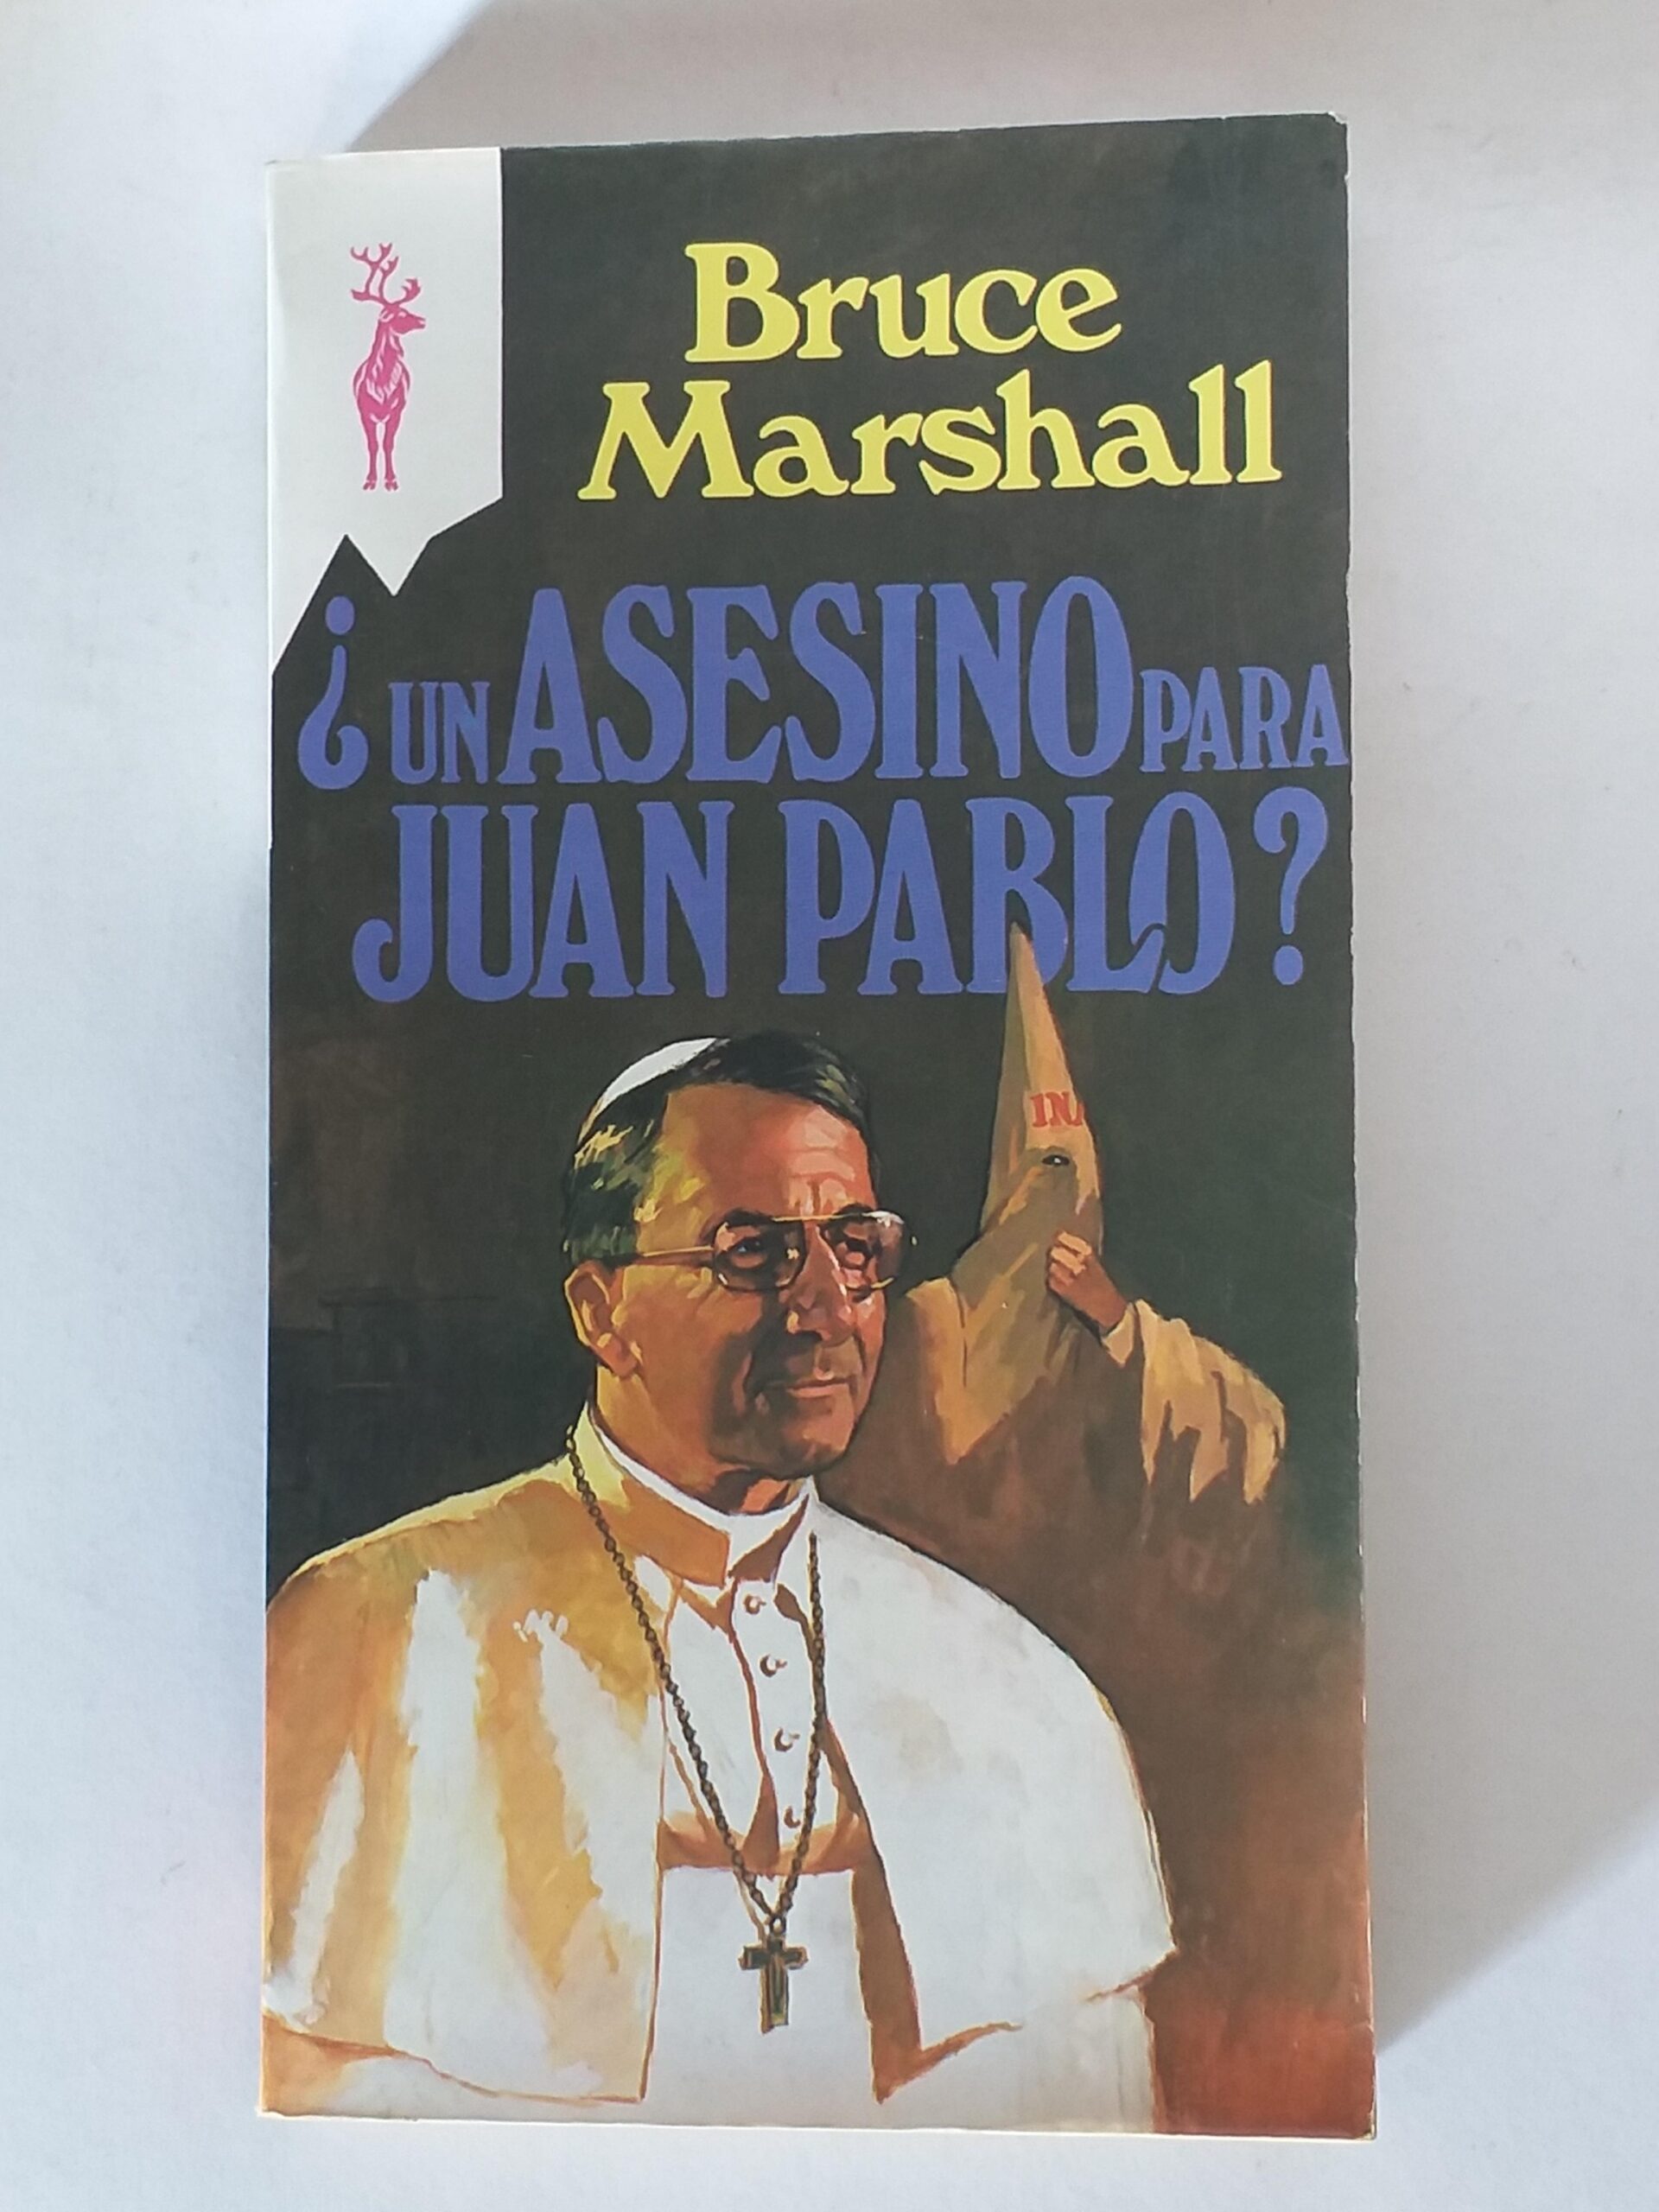 Bruce
Marshall
¿UN ASESINO PARA
JUAN PABLO?